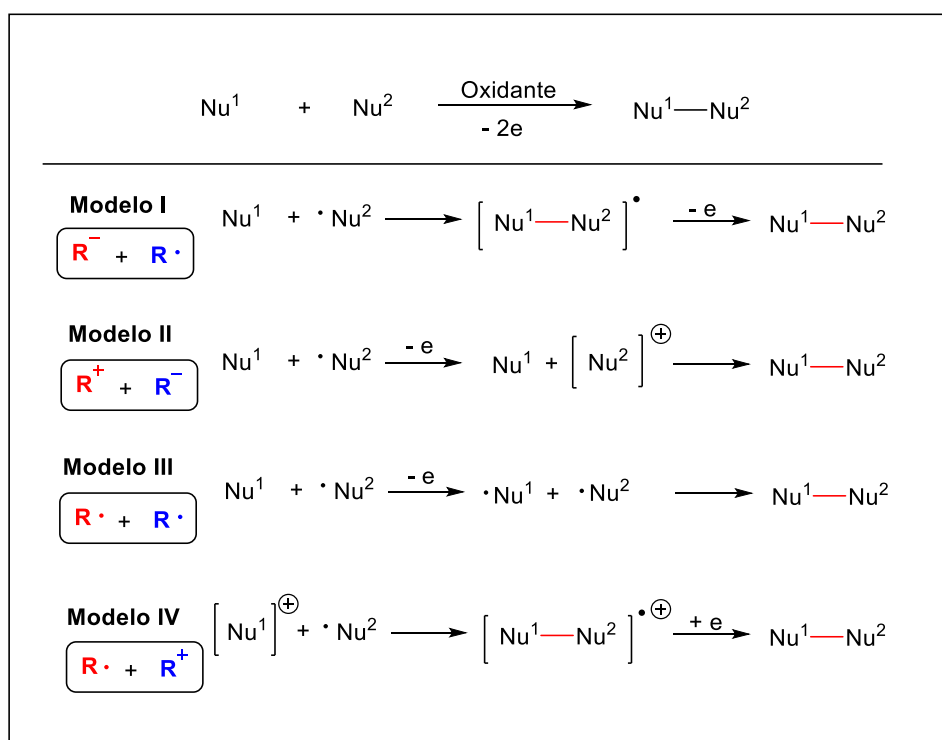 Nu¹ + Nu² Oxidante - 2e Nu¹—Nu²
Modelo I
R⁻ + R·
Nu¹ + ·Nu² [Nu¹—Nu²]• - e Nu¹—Nu²
Modelo II
R⁺ + R⁻
Nu¹ + ·Nu² - e Nu¹ + [Nu²]⊕ Nu¹—Nu²
Modelo III
R· + R·
Nu¹ + ·Nu² - e ·Nu¹ + ·Nu² Nu¹—Nu²
Modelo IV
R· + R⁺
[Nu¹]⊕ + ·Nu² [Nu¹—Nu²]•⊕ + e Nu¹—Nu²